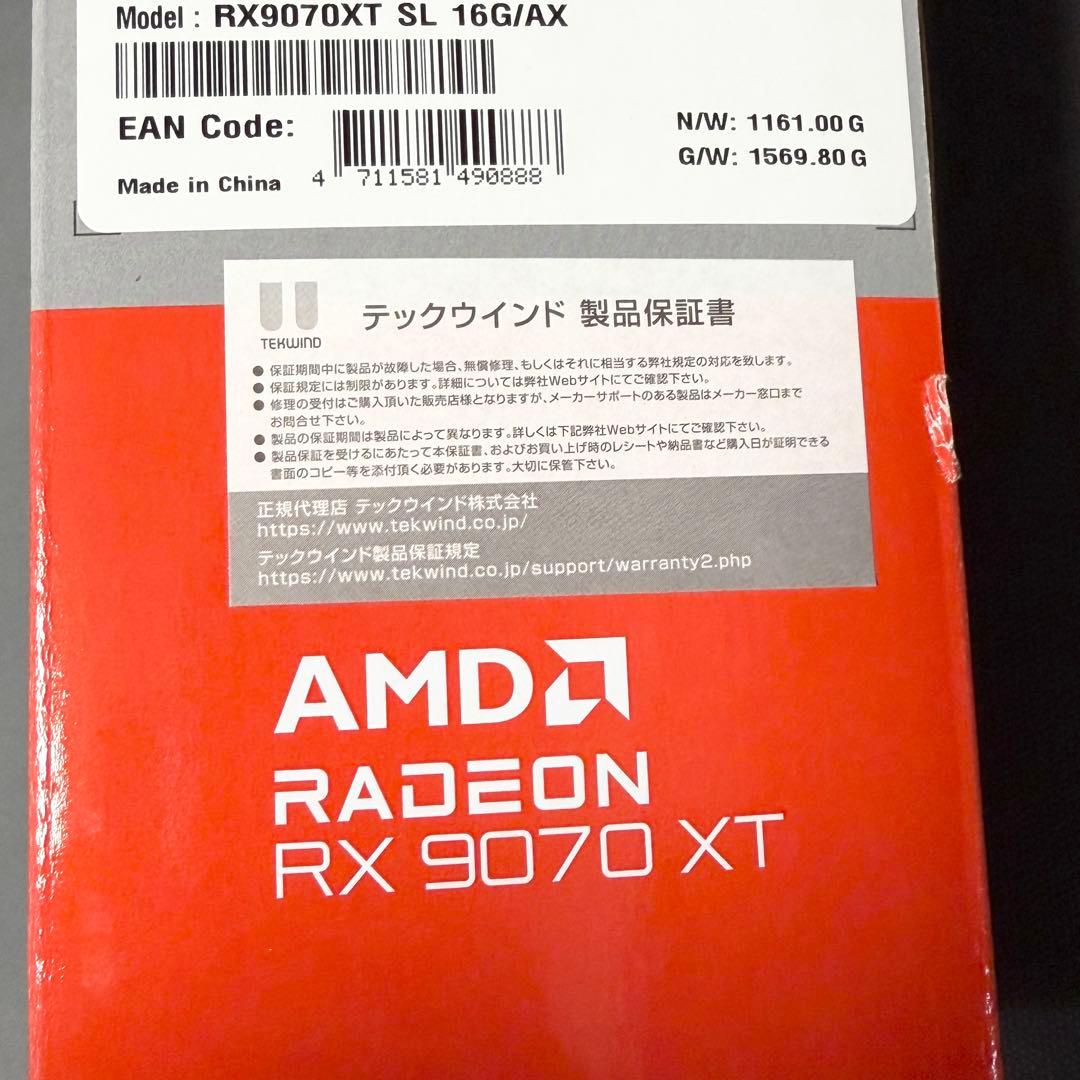 Model : RX9070XT SL 16G/AX
EAN Code:
4 711581 490888
N/W: 1161.00 G
G/W: 1569.80 G
Made in China
TEKWIND
テックウインド 製品保証書
● 保証期間中に製品が故障した場合、無償修理、もしくはそれに相当する弊社規定の対応を致します。
● 保証規定には制限があります。詳細については弊社Webサイトにてご確認下さい。
● 修理の受付はご購入頂いた販売店様となりますが、メーカーサポートのある製品はメーカー窓口まで
お問合せ下さい。
● 製品の保証期間は製品によって異なります。詳しくは下記弊社Webサイトにてご確認下さい。
● 製品保証を受けるにあたって本保証書、およびお買い上げ時のレシートや納品書など購入日が証明できる
書面のコピー等を添付頂く必要があります。大切に保管下さい。
正規代理店 テックウインド株式会社
https://www.tekwind.co.jp/
テックウインド製品保証規定
https://www.tekwind.co.jp/support/warranty2.php
AMD
RADEON
RX 9070 XT